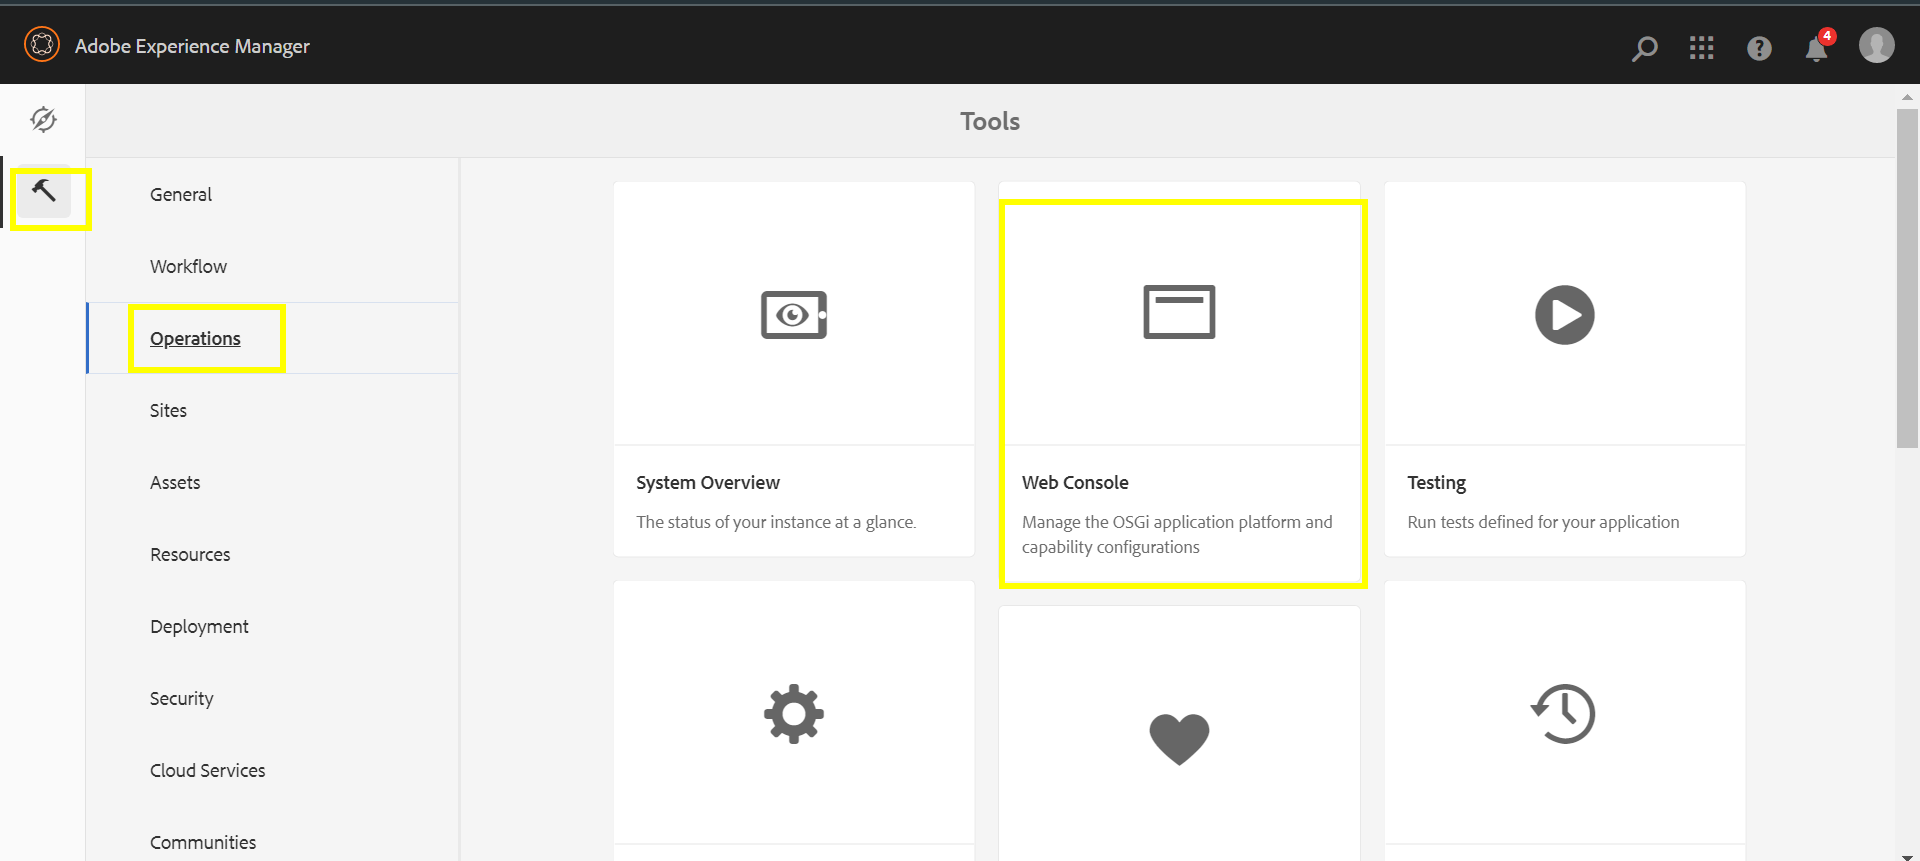 Adobe Experience Manager
4
Tools
General
Workflow
Operations
Sites
Assets
Resources
Deployment
Security
Cloud Services
Communities
System Overview
The status of your instance at a glance.
Web Console
Manage the OSGi application platform and
capability configurations
Testing
Run tests defined for your application